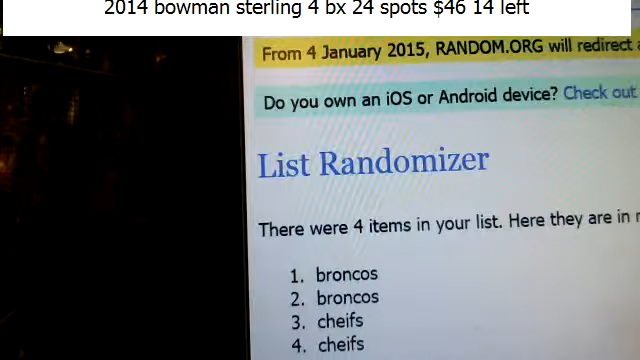 2014 bowman sterling 4 bx 24 spots $46 14 left
From 4 January 2015, RANDOM.ORG will redirect
Do you own an iOS or Android device? Check out
List Randomizer
There were 4 items in your list. Here they are in
1. broncos
2. broncos
3. cheifs
4. cheifs